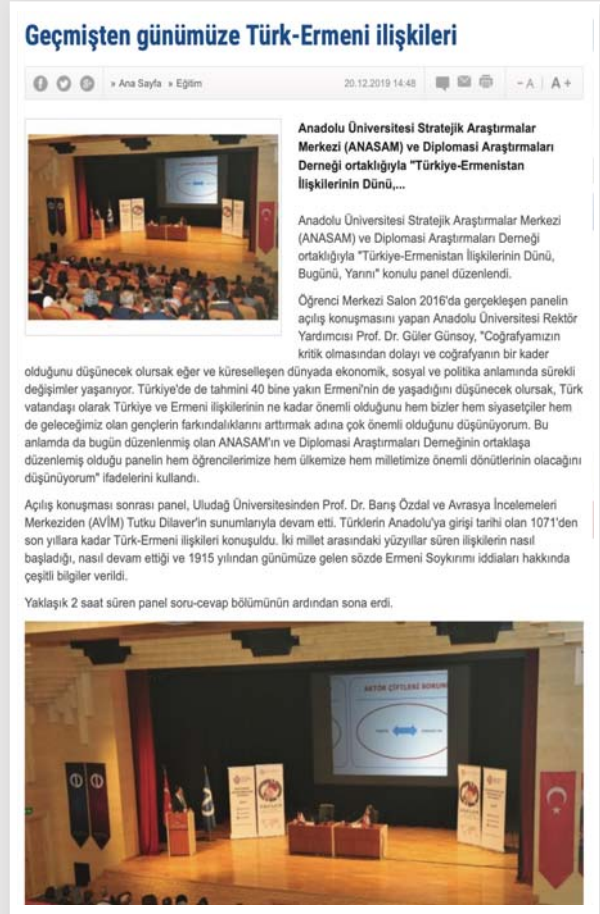 Geçmişten günümüze Türk-Ermeni ilişkileri
» Ana Sayfa » Eğitim
20.12.2019 14:48
- A | A +
Anadolu Üniversitesi Stratejik Araştırmalar
Merkezi (ANASAM) ve Diplomasi Araştırmaları
Derneği ortaklığıyla "Türkiye-Ermenistan
İlişkilerinin Dünü,...
Anadolu Üniversitesi Stratejik Araştırmalar Merkezi
(ANASAM) ve Diplomasi Araştırmaları Derneği
ortaklığıyla "Türkiye-Ermenistan İlişkilerinin Dünü,
Bugünü, Yarını" konulu panel düzenlendi.
Öğrenci Merkezi Salon 2016'da gerçekleşen panelin
açılış konuşmasını yapan Anadolu Üniversitesi Rektör
Yardımcısı Prof. Dr. Güler Günsoy, "Coğrafyamızın
kritik olmasından dolayı ve coğrafyanın bir kader
olduğunu düşünecek olursak eğer ve küreselleşen dünyada ekonomik, sosyal ve politika anlamında sürekli
değişimler yaşanıyor. Türkiye'de de tahmini 40 bine yakın Ermeni'nin de yaşadığını düşünecek olursak, Türk
vatandaşı olarak Türkiye ve Ermeni ilişkilerinin ne kadar önemli olduğunu hem bizler hem siyasetçiler hem
de geleceğimiz olan gençlerin farkındalıklarını arttırmak adına çok önemli olduğunu düşünüyorum. Bu
anlamda da bugün düzenlenmiş olan ANASAM'ın ve Diplomasi Araştırmaları Derneğinin ortaklaşa
düzenlemiş olduğu panelin hem öğrencilerimize hem ülkemize hem milletimize önemli dönütlerinin olacağını
düşünüyorum" ifadelerini kullandı.
Açılış konuşması sonrası panel, Uludağ Üniversitesinden Prof. Dr. Barış Özdal ve Avrasya İncelemeleri
Merkeziden (AVİM) Tutku Dilaver'in sunumlarıyla devam etti. Türklerin Anadolu'ya girişi tarihi olan 1071'den
son yıllara kadar Türk-Ermeni ilişkileri konuşuldu. İki millet arasındaki yüzyıllar süren ilişkilerin nasıl
başladığı, nasıl devam ettiği ve 1915 yılından günümüze gelen sözde Ermeni Soykırımı iddiaları hakkında
çeşitli bilgiler verildi.
Yaklaşık 2 saat süren panel soru-cevap bölümünün ardından sona erdi.
AKTÖR ÇİFTLERİ SORUN